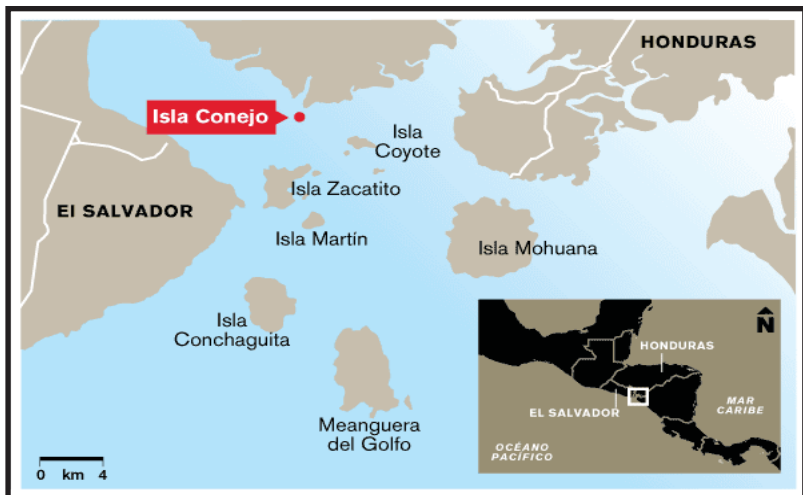 HONDURAS
Isla Conejo
Isla
Coyote
Isla Zacatito
El SALVADOR
Isla Martín
Isla Mohuana
Isla
Conchaguita
Meanguera
del Golfo
0 km 4
N
HONDURAS
EL SALVADOR
MAR
CARIBE
OCÉANO
PACÍFICO